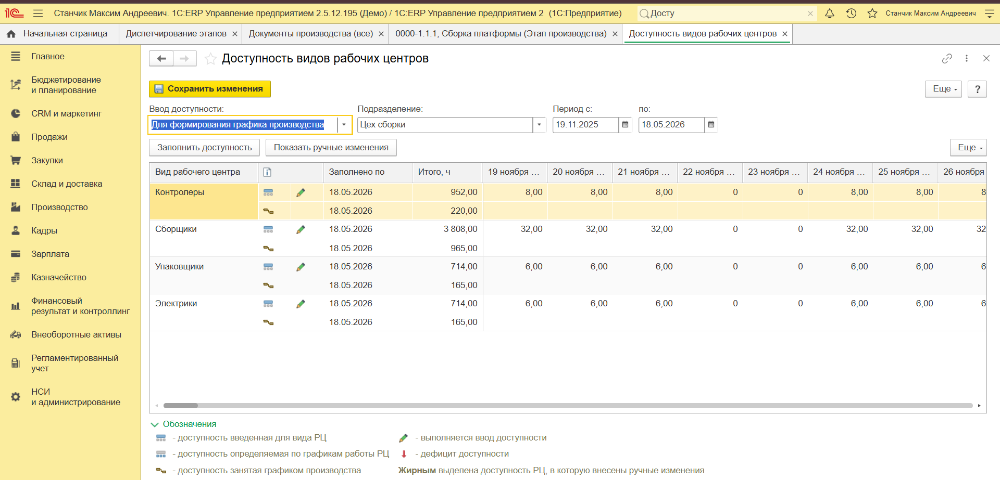 1С Станчик Максим Андреевич. 1С:ERP Управление предприятием 2.5.12.195 (Демо) / 1С:ERP Управление предприятием 2 (1С:Предприятие) Досту Станчик Максим Андреевич
Начальная страница Диспетчирование этапов Документы производства (все) 0000-1.1.1, Сборка платформы (Этап производства) Доступность видов рабочих центров
Главное
Бюджетирование
и планирование
CRM и маркетинг
Продажи
Закупки
Склад и доставка
Производство
Кадры
Зарплата
Казначейство
Финансовый
результат и контроллинг
Внеоборотные активы
Регламентированный
учет
НСИ
и администрирование
Доступность видов рабочих центров
Сохранить изменения Еще ?
Ввод доступности: Подразделение: Период с: по:
Для формирования графика производства Цех сборки 19.11.2025 18.05.2026
Заполнить доступность Показать ручные изменения Еще
Вид рабочего центра Заполнено по Итого, ч 19 ноября ... 20 ноября ... 21 ноября ... 22 ноября ... 23 ноября ... 24 ноября ... 25 ноября ... 26 ноября
Контролеры 18.05.2026 952,00 8,00 8,00 8,00 0 0 8,00 8,00 8
18.05.2026 220,00
Сборщики 18.05.2026 3 808,00 32,00 32,00 32,00 0 0 32,00 32,00 32
18.05.2026 965,00
Упаковщики 18.05.2026 714,00 6,00 6,00 6,00 0 0 6,00 6,00 6
18.05.2026 165,00
Электрики 18.05.2026 714,00 6,00 6,00 6,00 0 0 6,00 6,00 6
18.05.2026 165,00
Обозначения
- доступность введенная для вида РЦ - выполняется ввод доступности
- доступность определяемая по графикам работы РЦ - дефицит доступности
- доступность занятая графиком производства Жирным выделена доступность РЦ, в которую внесены ручные изменения